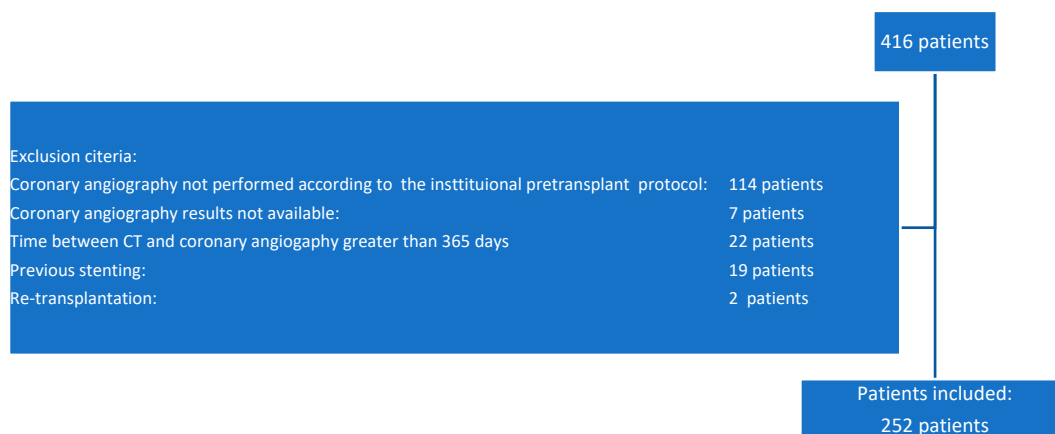 416 patients
Exclusion citeria:
Coronary angiography not performed according to the insttituional pretransplant protocol: 114 patients
Coronary angiography results not available: 7 patients
Time between CT and coronary angiogaphy greater than 365 days 22 patients
Previous stenting: 19 patients
Re-transplantation: 2 patients
Patients included:
252 patients